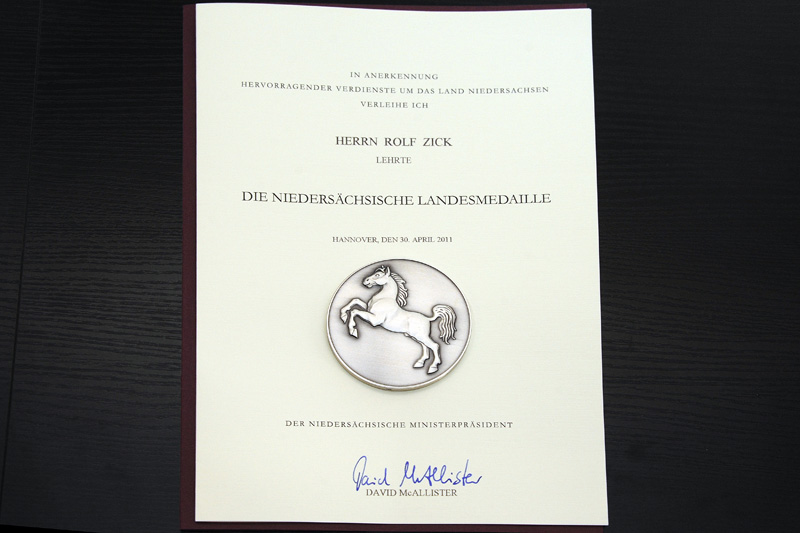 IN ANERKENNUNG
HERVORRAGENDER VERDIENSTE UM DAS LAND NIEDERSACHSEN
VERLEIHE ICH
HERRN ROLF ZICK
LEHRTE
DIE NIEDERSÄCHSISCHE LANDESMEDAILLE
HANNOVER, DEN 30. APRIL 2011
DER NIEDERSÄCHSISCHE MINISTERPRÄSIDENT
David McAllister
DAVID McALLISTER